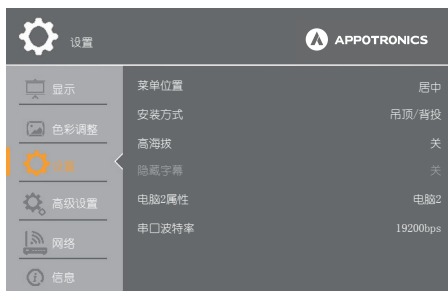 设置
APPOTRONICS
显示
色彩调整
设置
高级设置
网络
信息
菜单位置 居中
安装方式 吊顶/背投
高海拔 关
隐藏字幕 关
电脑2属性 电脑2
串口波特率 19200bps